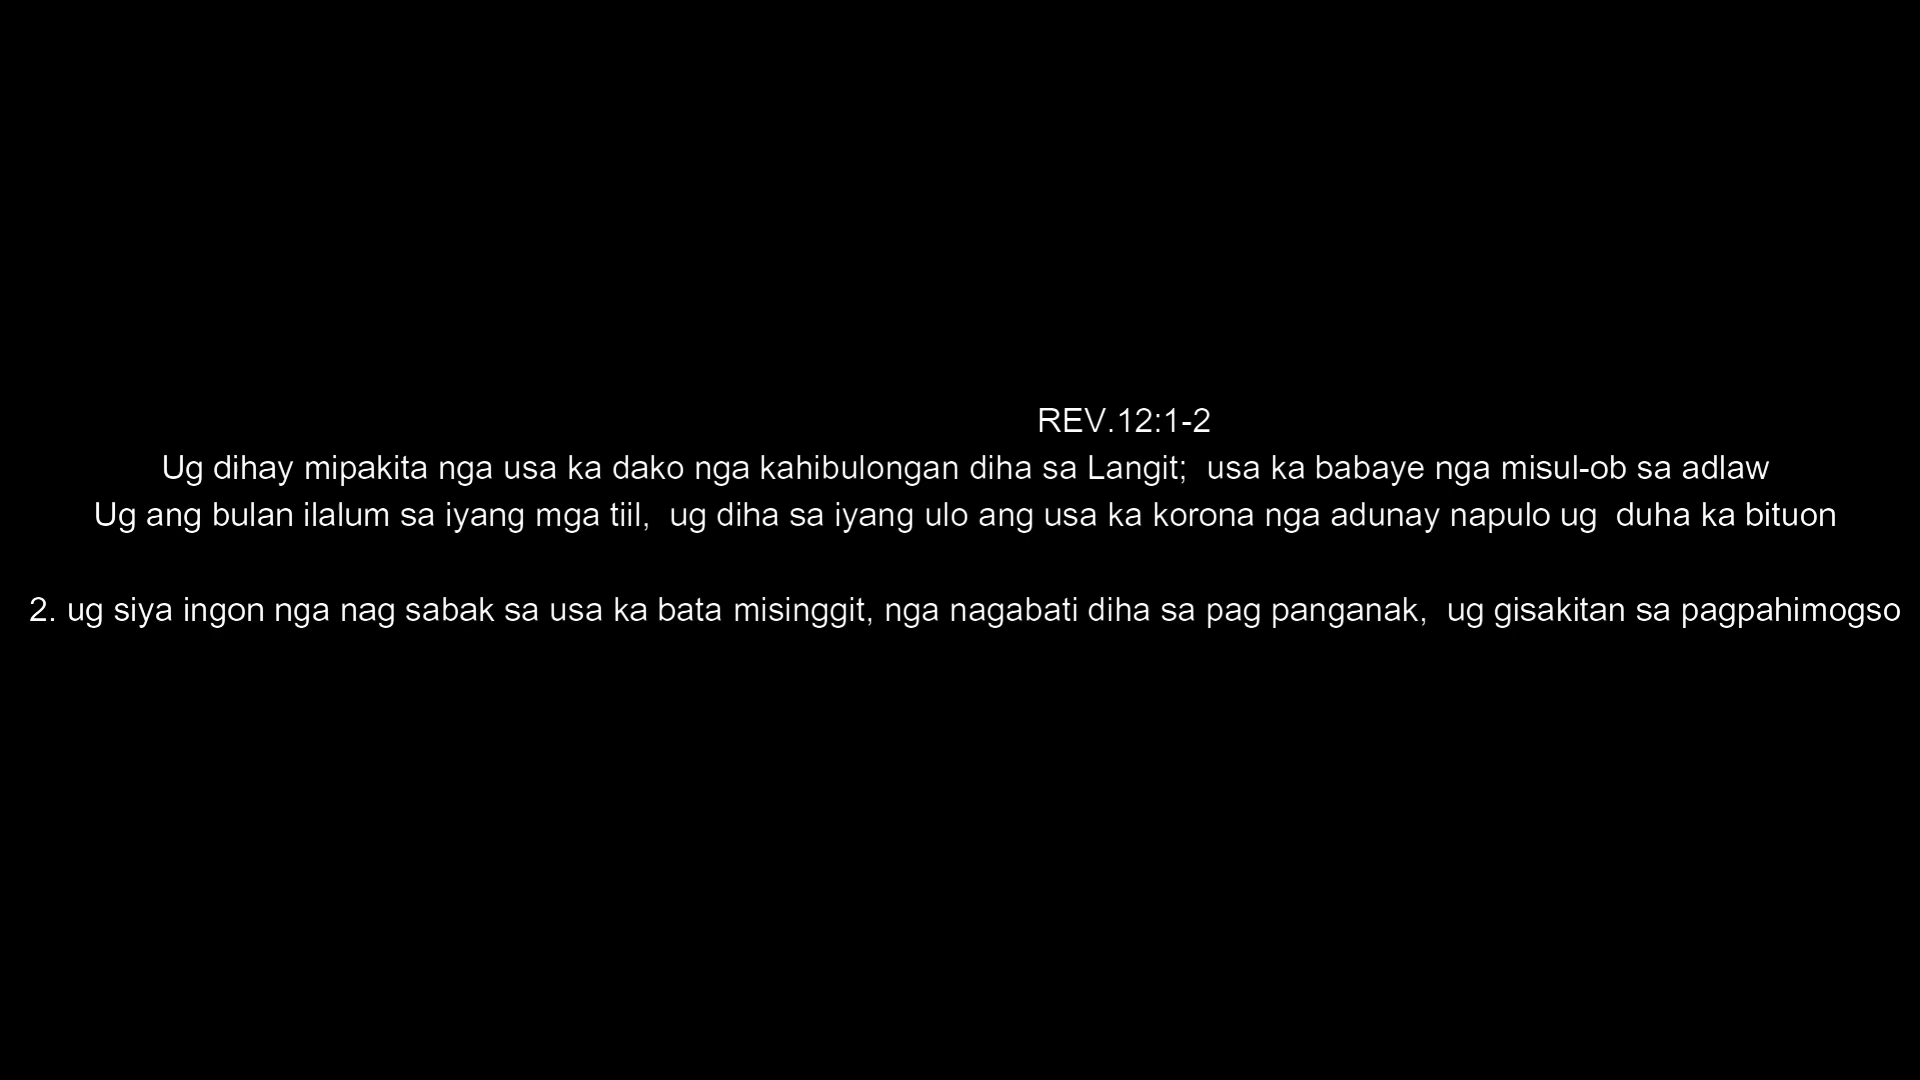 REV.12:1-2
Ug dihay mipakita nga usa ka dako nga kahibulongan diha sa Langit;  usa ka babaye nga misul-ob sa adlaw
Ug ang bulan ilalum sa iyang mga tiil,  ug diha sa iyang ulo ang usa ka korona nga adunay napulo ug  duha ka bituon
2. ug siya ingon nga nag sabak sa usa ka bata misinggit, nga nagabati diha sa pag panganak,  ug gisakitan sa pagpahimogso